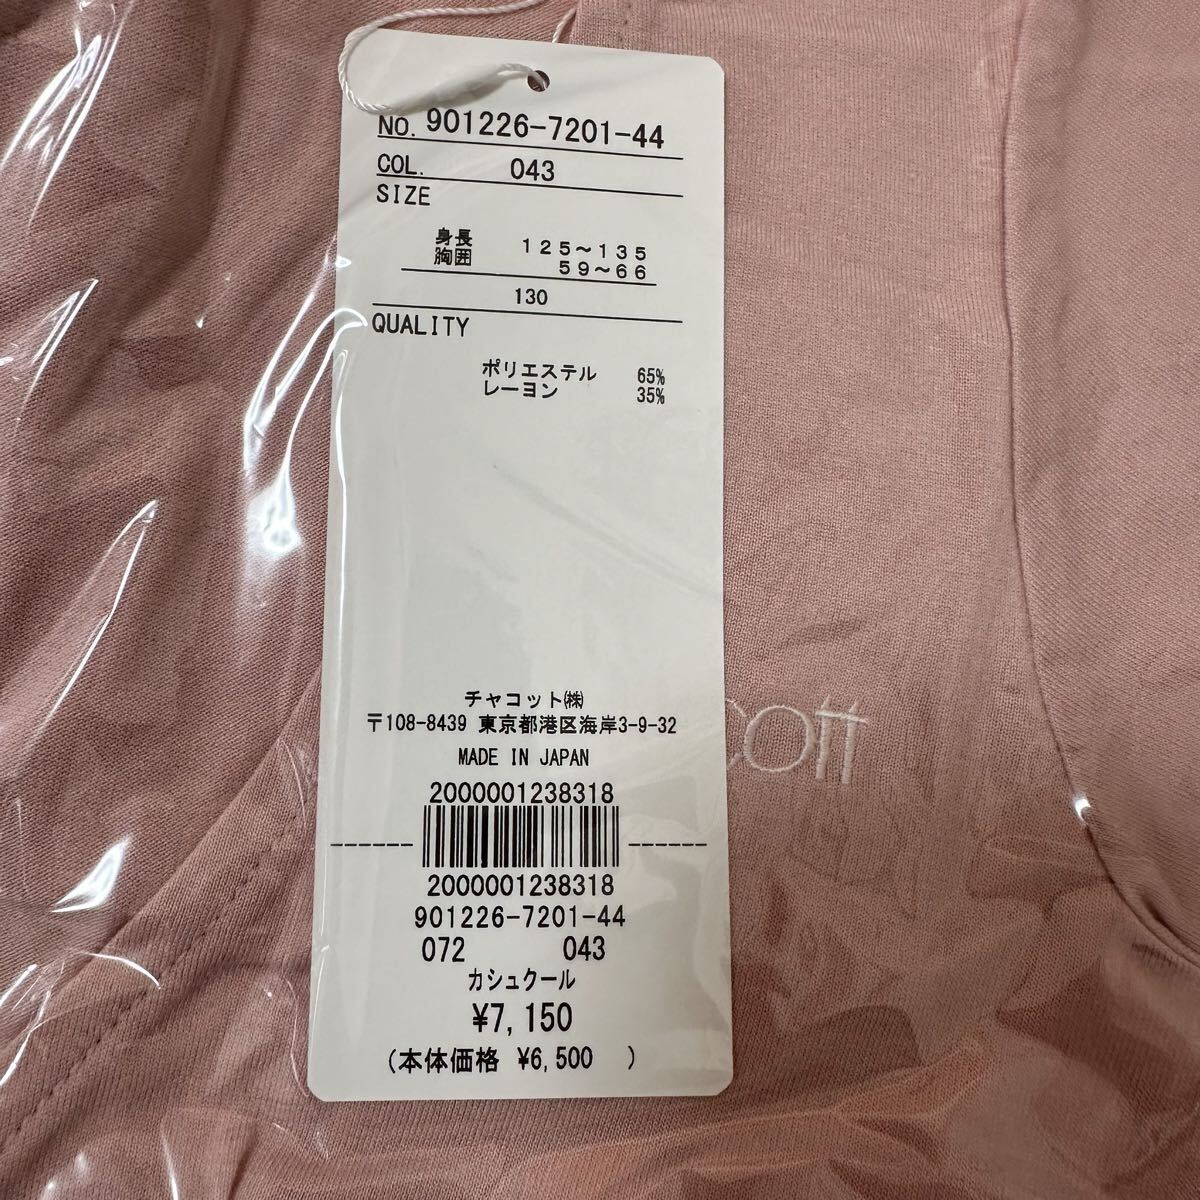 NO. 901226-7201-44
COL. 043
SIZE
身長 125~135
胸囲 59~66
130
QUALITY
ポリエステル 65%
レーヨン 35%
チャコット㈱
〒108-8439 東京都港区海岸3-9-32
MADE IN JAPAN
2000001238318
2000001238318
901226-7201-44
072 043
カシュクール
¥7,150
(本体価格 ¥6,500 )
cott